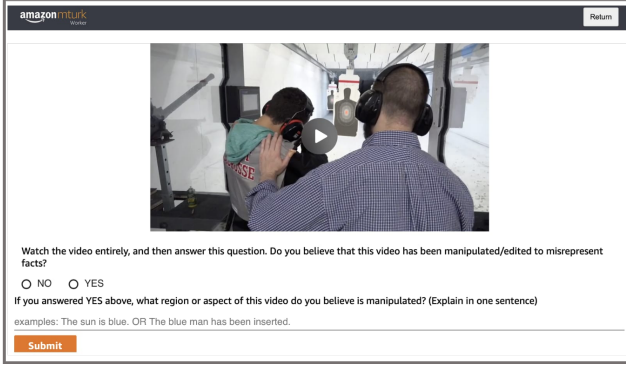 amazon mturk
Worker
Return
LACROSSE
Watch the video entirely, and then answer this question. Do you believe that this video has been manipulated/edited to misrepresent
facts?
NO YES
If you answered YES above, what region or aspect of this video do you believe is manipulated? (Explain in one sentence)
examples: The sun is blue. OR The blue man has been inserted.
Submit